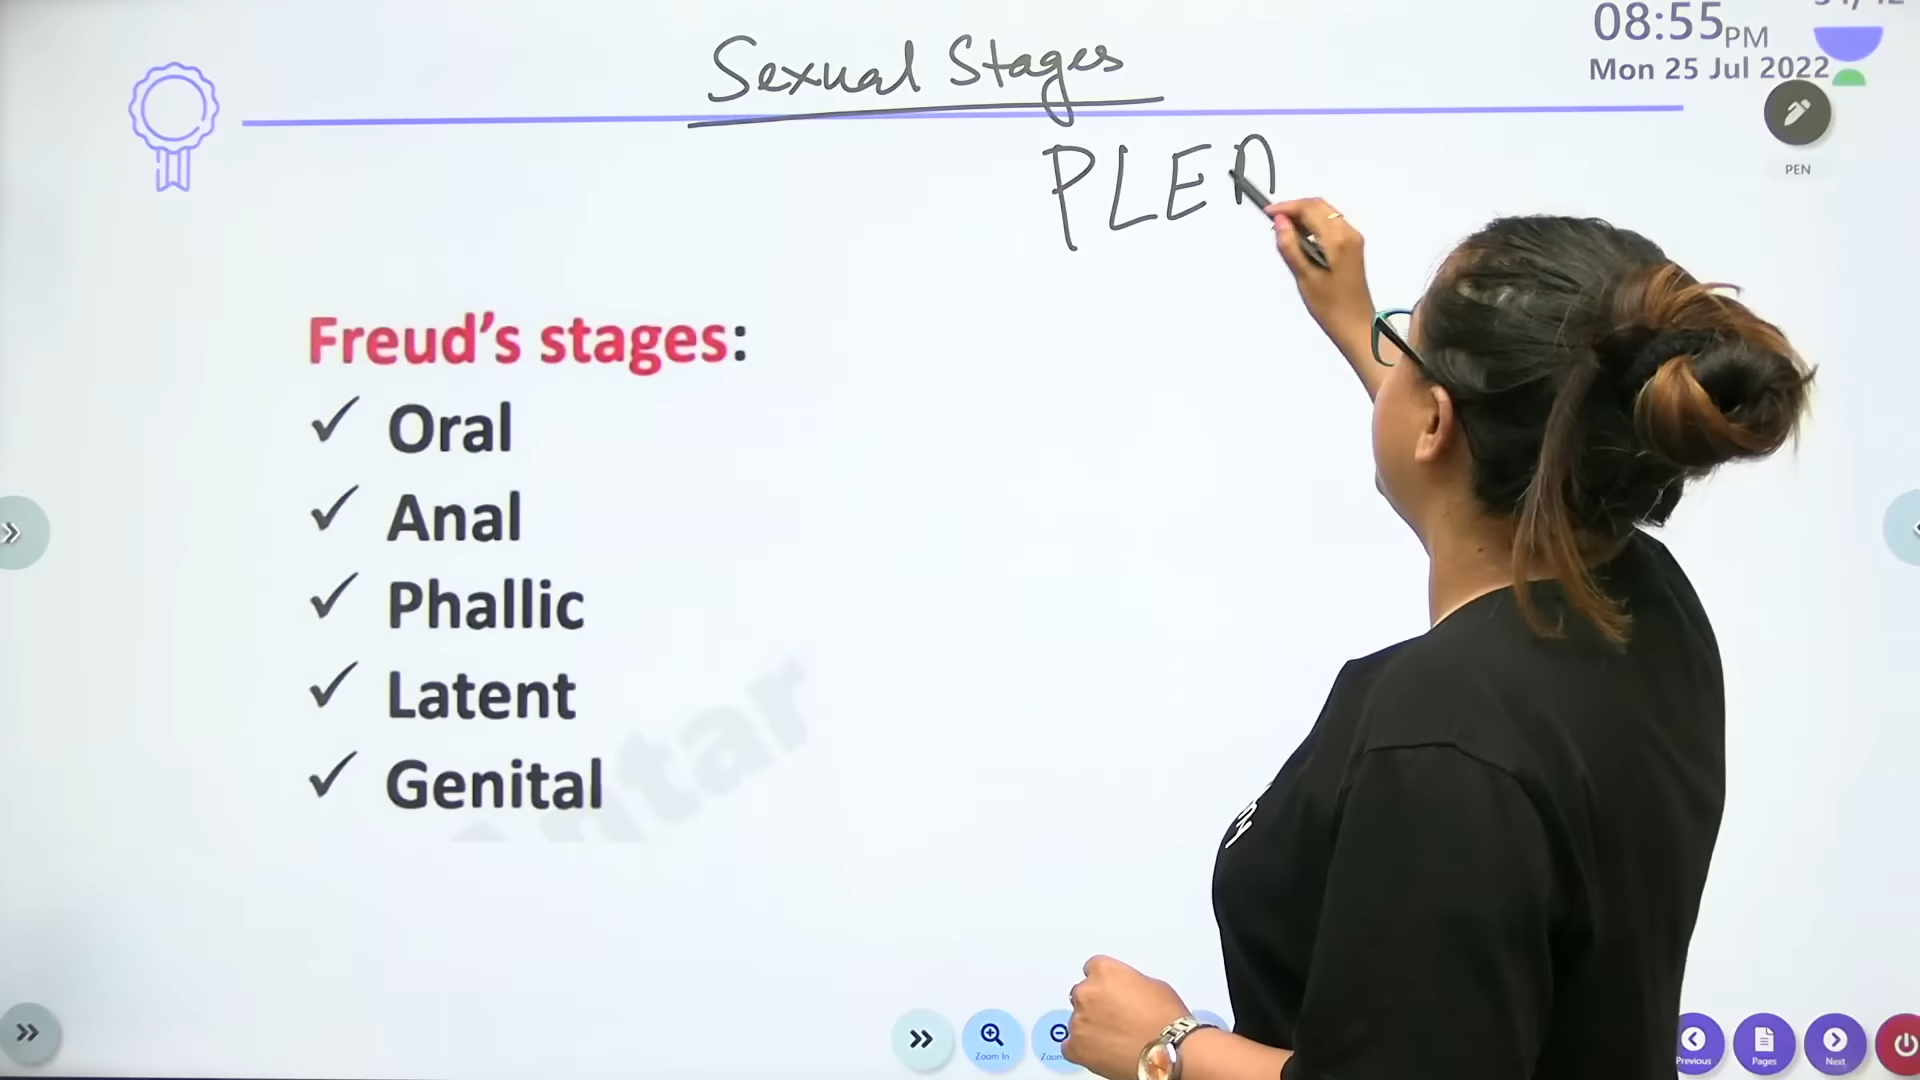 Sexual Stages
08:55PM
Mon 25 Jul 2022
PEN
PLEA
Freud’s stages:
✓ Oral
✓ Anal
✓ Phallic
✓ Latent
✓ Genital
Zoom In
Previous
Pages
Next